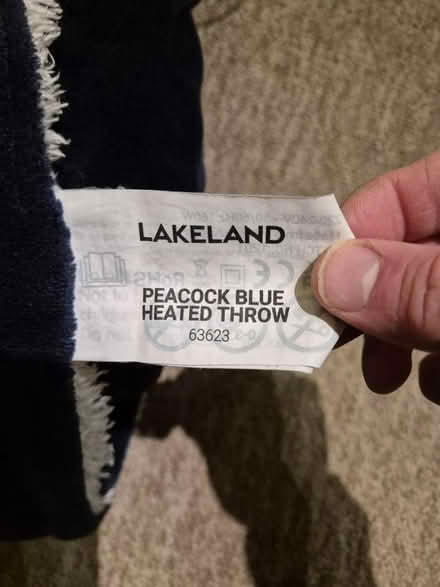 LAKELAND
PEACOCK BLUE
HEATED THROW
63623